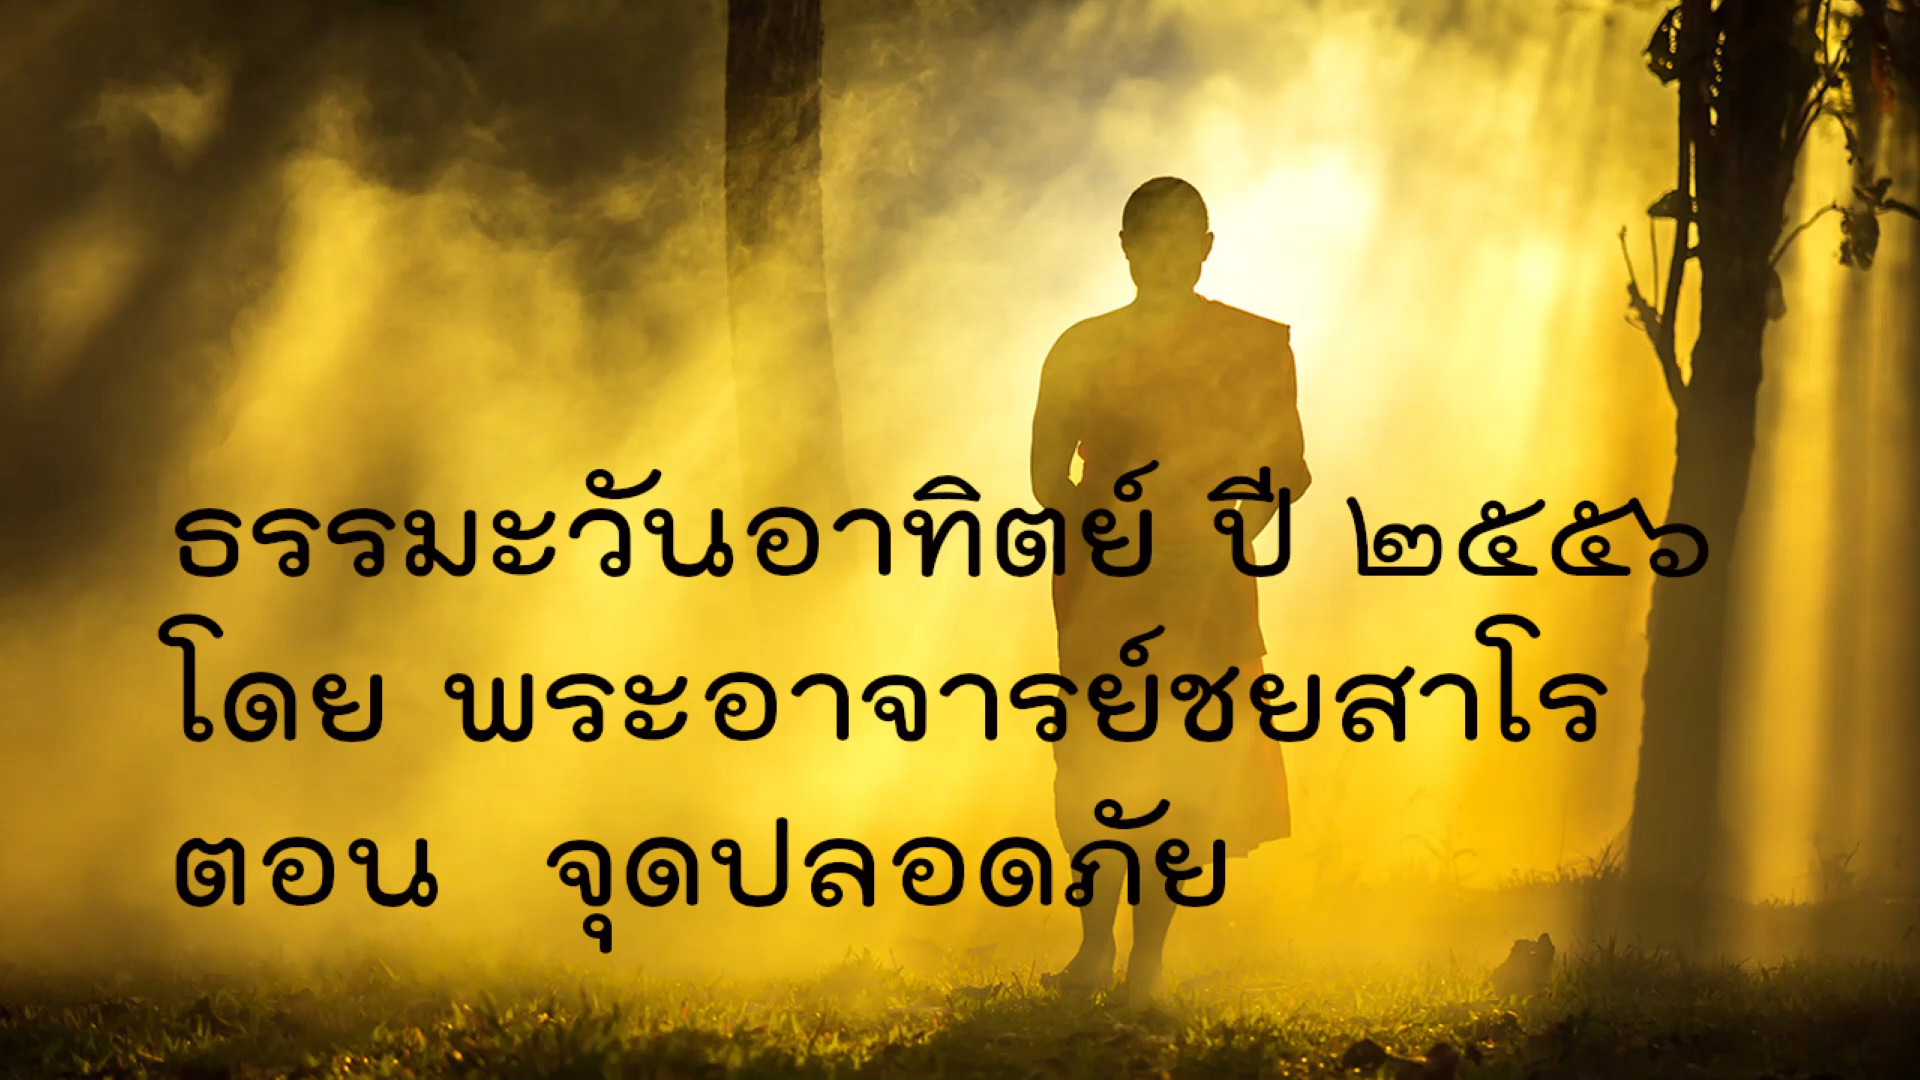 ธรรมะวันอาทิตย์ ปี ๒๕๕๖
โดย พระอาจารย์ชยสาโร
ตอน จุดปลอดภัย